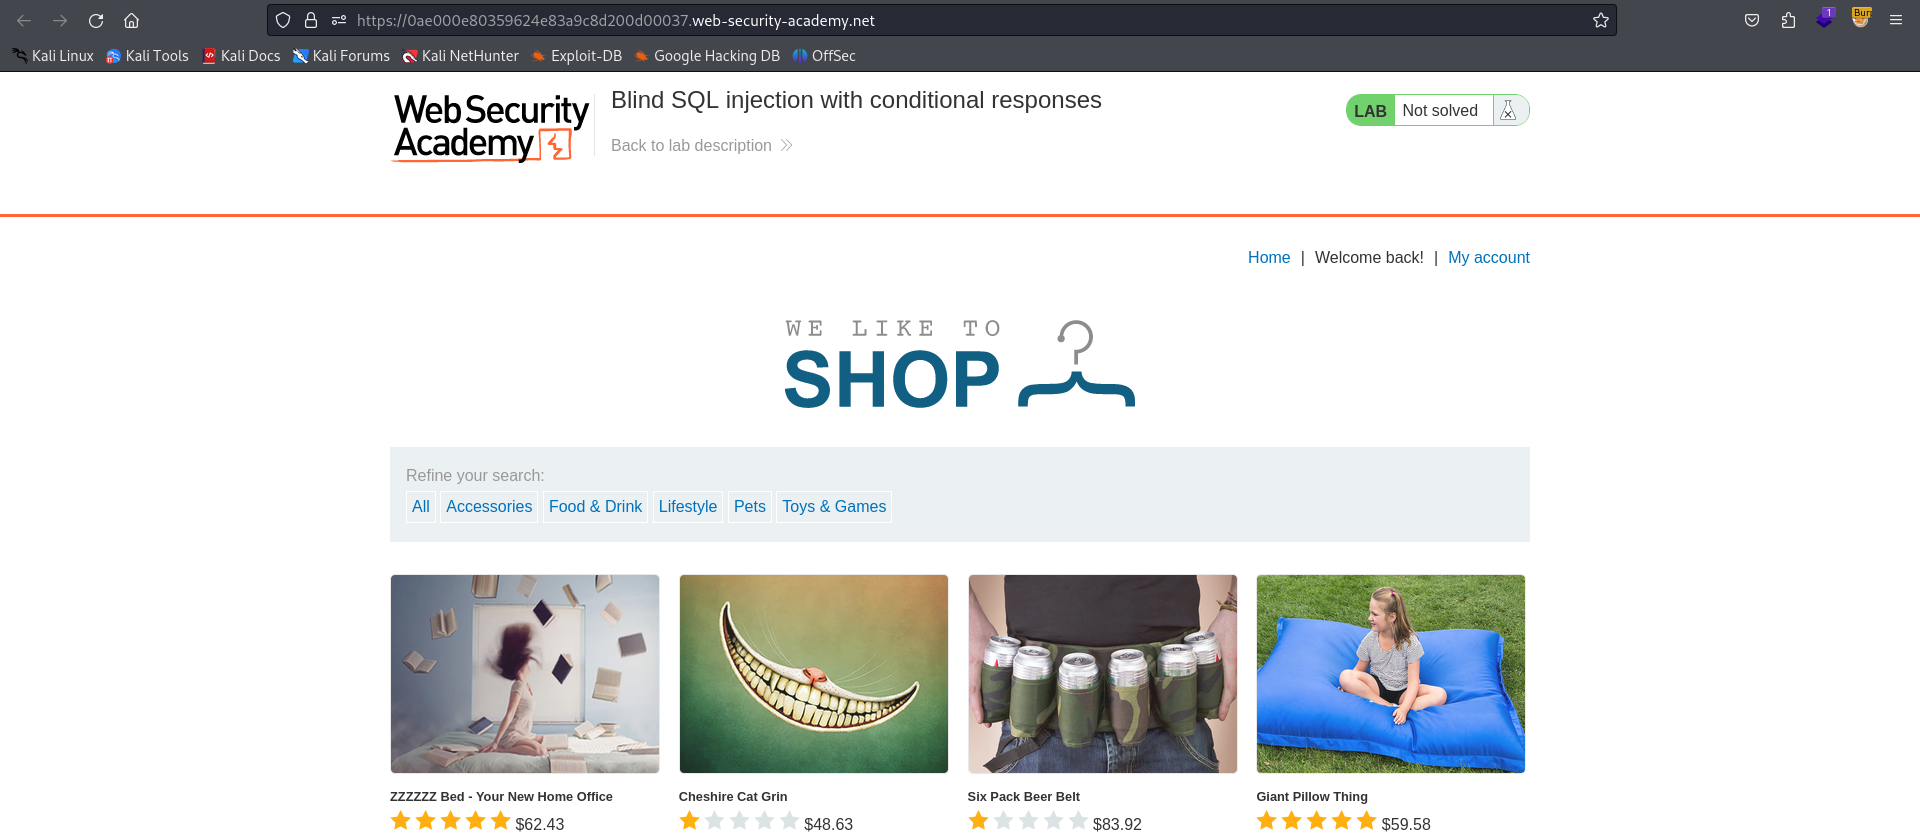 https://0ae000e80359624e83a9c8d200d00037.web-security-academy.net
1
Kali Linux Kali Tools Kali Docs Kali Forums Kali NetHunter Exploit-DB Google Hacking DB OffSec
Web Security
Academy
Blind SQL injection with conditional responses
Back to lab description
LAB Not solved
Home | Welcome back! | My account
WE LIKE TO
SHOP
Refine your search:
All Accessories Food & Drink Lifestyle Pets Toys & Games
ZZZZZZ Bed - Your New Home Office Cheshire Cat Grin Six Pack Beer Belt Giant Pillow Thing
$62.43 $48.63 $83.92 $59.58